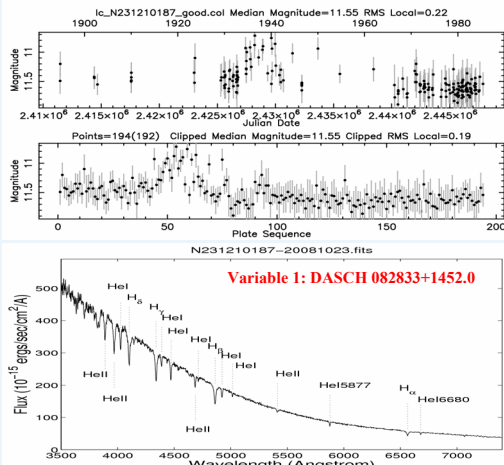 lc_N231210187_good.col Median Magnitude=11.55 RMS Local=0.22
1900 1920 1940 1960 1980
Magnitude
11
11.5
2.41×10⁶ 2.415×10⁶ 2.42×10⁶ 2.425×10⁶ 2.43×10⁶ 2.435×10⁶ 2.44×10⁶ 2.445×10⁶
Julian Date
Points=194(192) Clipped Median Magnitude=11.55 Clipped RMS Local=0.19
Magnitude
11
11.5
0 50 100 150 200
Plate Sequence
N231210187-20081023.fits
Variable 1: DASCH 082833+1452.0
Flux (10⁻¹⁵ ergs/sec/cm²/A)
500
400
300
200
100
HeI
Hδ
Hγ
HeI
HeI
HeI
Hβ
HeI
HeI
HeII
HeII
HeII
HeII
HeI5877
Hα
HeI6680
3500 4000 4500 5000 5500 6000 6500 7000
Wavelength (Angstrom)